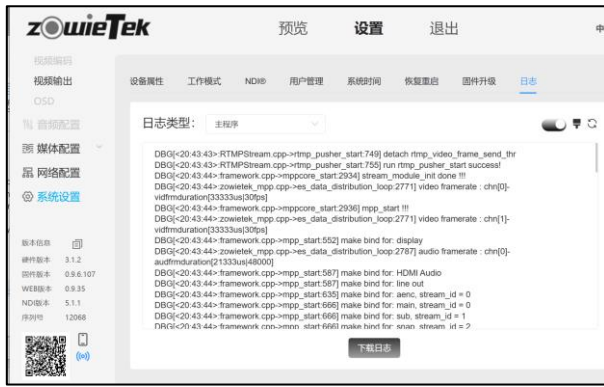 zowieTek
预览
设置
退出
中
视频编码
视频输出
OSD
音频配置
媒体配置
网络配置
系统设置
版本信息
硬件版本 3.1.2
固件版本 0.9.6.107
WEB版本 0.9.35
NDI版本 5.1.1
序列号 12068
设备属性 工作模式 NDI® 用户管理 系统时间 恢复重启 固件升级 日志
日志类型： 主程序
DBG[<20:43:43>:RTMPStream.cpp->rtmp_pusher_start:749] detach rtmp_video_frame_send_thr
DBG[<20:43:43>:RTMPStream.cpp->rtmp_pusher_start:755] run rtmp_pusher_start success!
DBG[<20:43:44>:framework.cpp->mppcore_start:2934] stream_module_init done !!!
DBG[<20:43:44>:zowietek_mpp.cpp->es_data_distribution_loop:2771] video framerate : chn[0]-
vidfrmduration[33333us|30fps]
DBG[<20:43:44>:framework.cpp->mppcore_start:2936] mpp_start !!!
DBG[<20:43:44>:zowietek_mpp.cpp->es_data_distribution_loop:2771] video framerate : chn[1]-
vidfrmduration[33333us|30fps]
DBG[<20:43:44>:framework.cpp->mpp_start:552] make bind for: display
DBG[<20:43:44>:zowietek_mpp.cpp->es_data_distribution_loop:2787] audio framerate : chn[0]-
audfrmduration[21333us|48000]
DBG[<20:43:44>:framework.cpp->mpp_start:587] make bind for: HDMI Audio
DBG[<20:43:44>:framework.cpp->mpp_start:587] make bind for: line out
DBG[<20:43:44>:framework.cpp->mpp_start:635] make bind for: aenc, stream_id = 0
DBG[<20:43:44>:framework.cpp->mpp_start:666] make bind for: main, stream_id = 0
DBG[<20:43:44>:framework.cpp->mpp_start:666] make bind for: sub, stream_id = 1
DBG[<20:43:44>:framework.cpp->mpp_start:666] make bind for: snap, stream_id = 2
下载日志